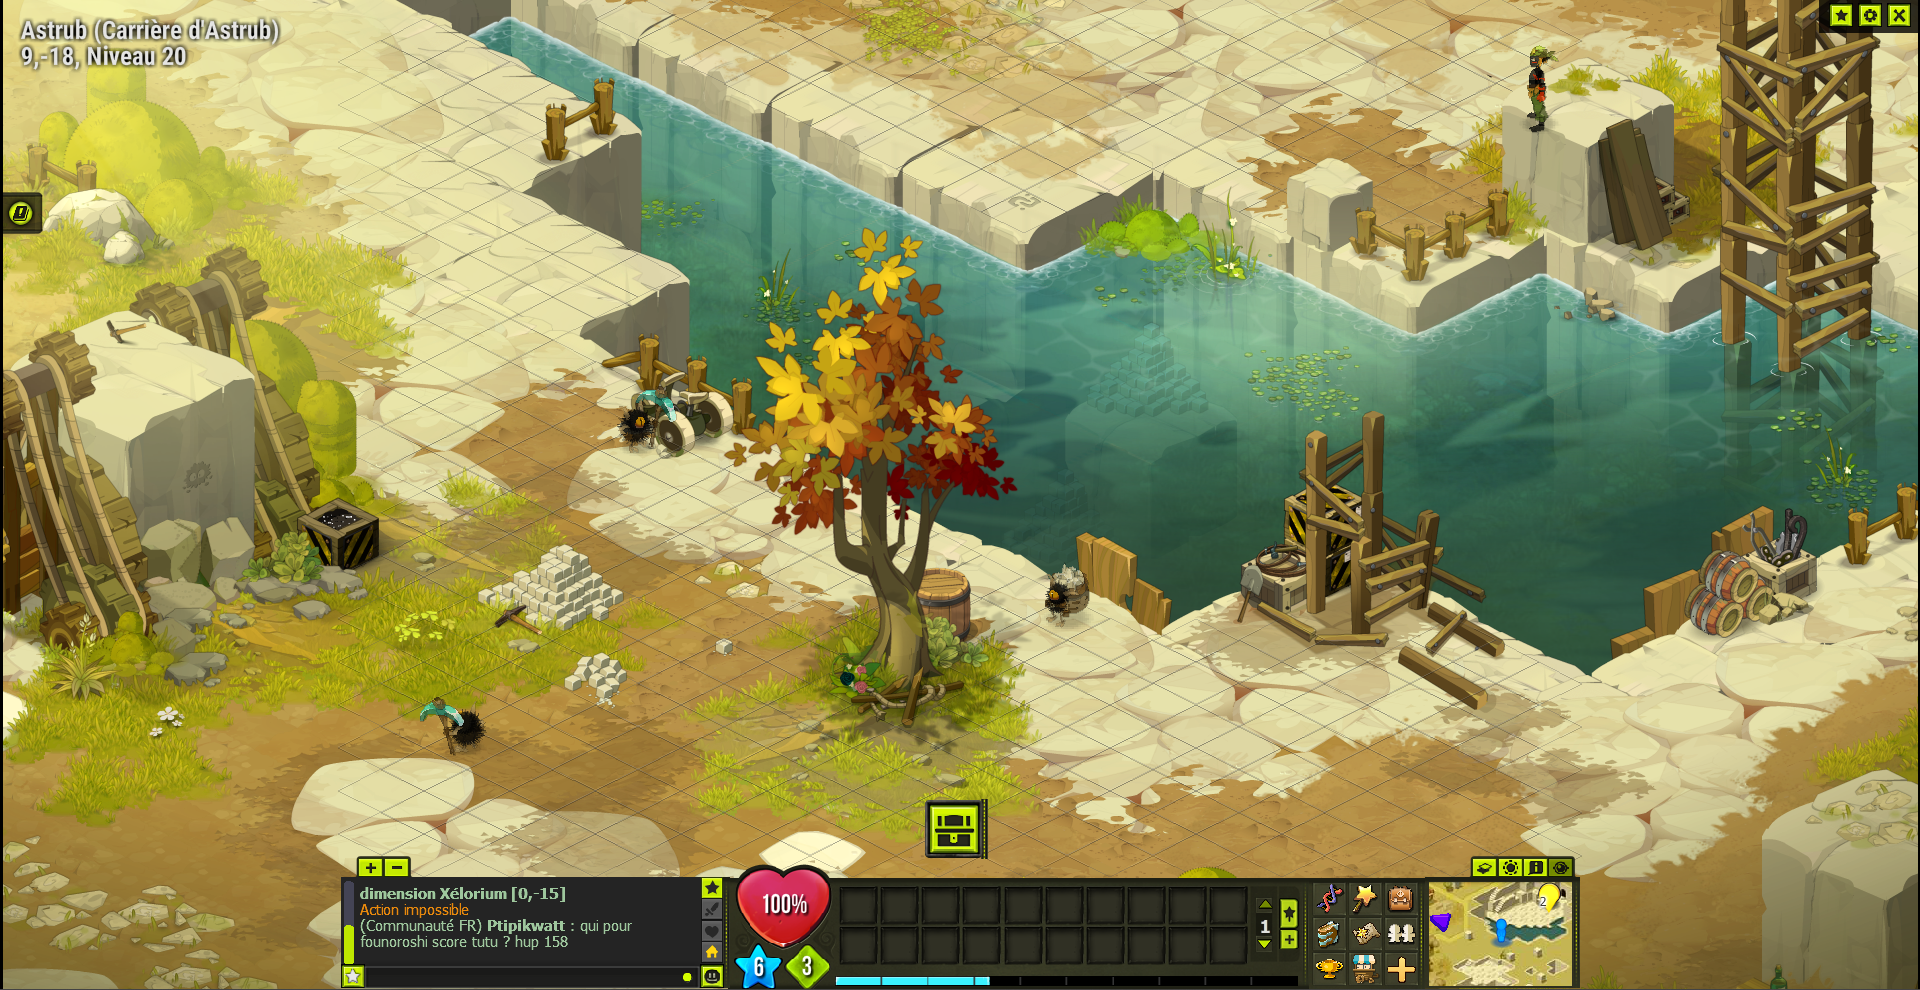 Astrub (Carrière d'Astrub)
9,-18, Niveau 20
dimension Xélorium [0,-15]
Action impossible
(Communauté FR) Ptipikwatt : qui pour
founoroshi score tutu ? hup 158
100%
6
3
1
2